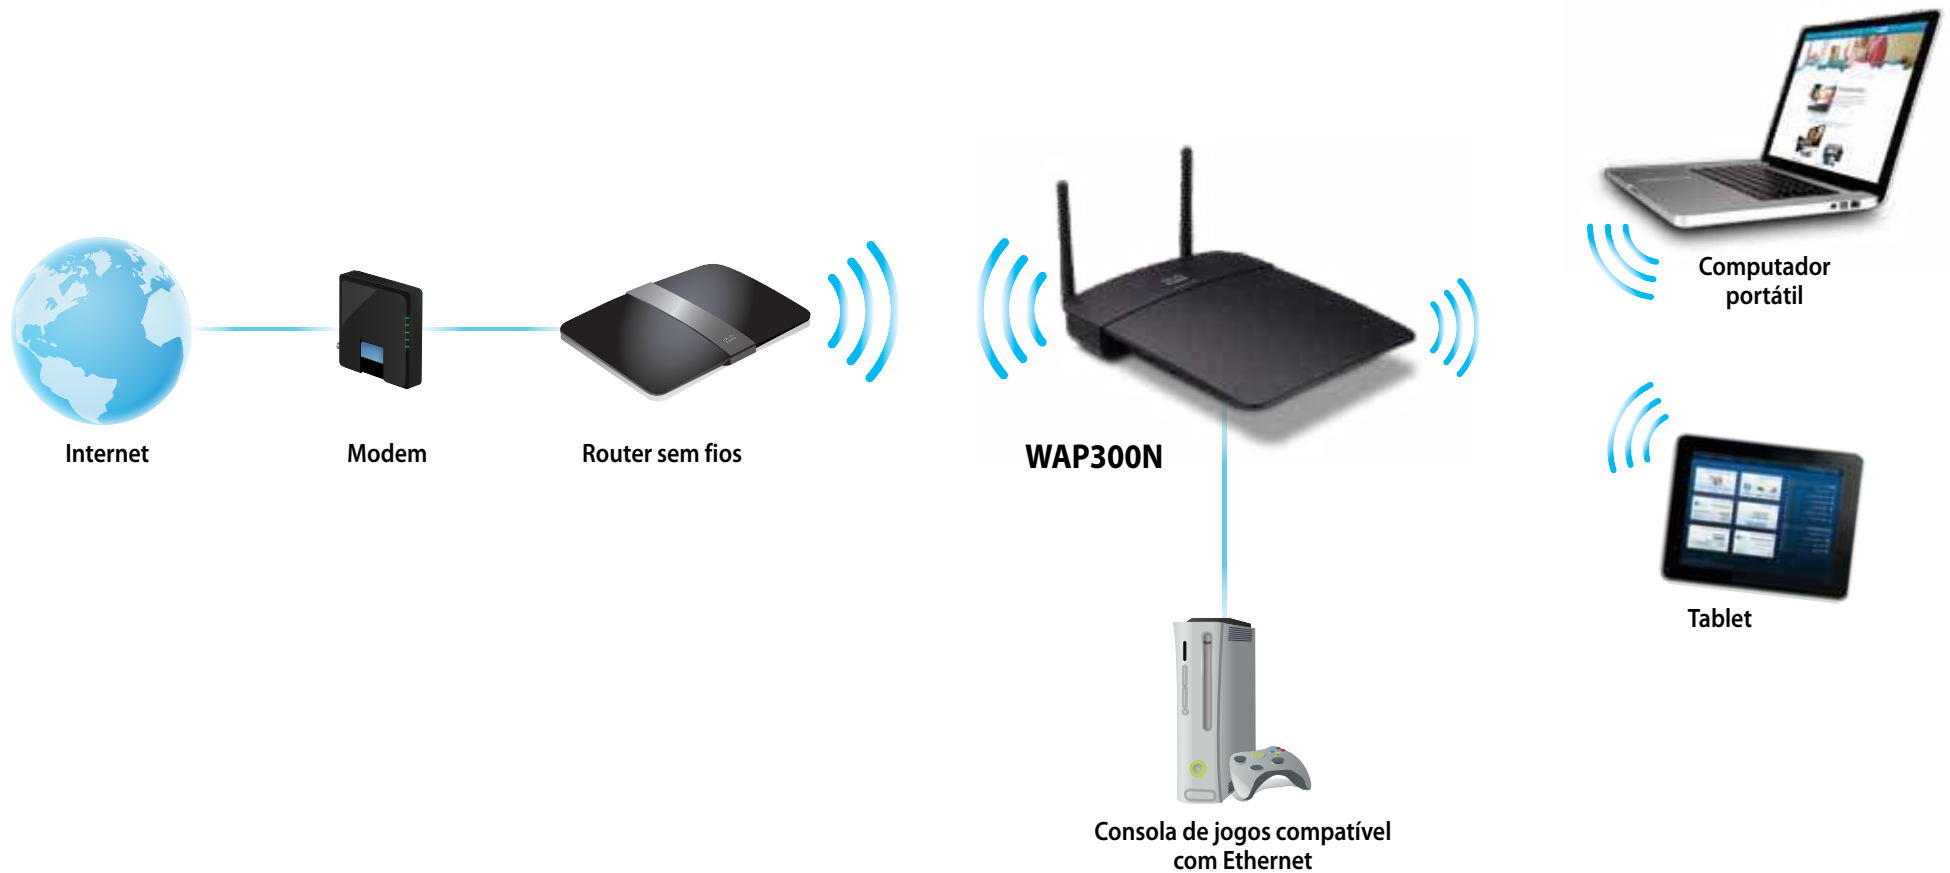 Internet
Modem
Router sem fios
WAP300N
Computador
portátil
Tablet
Consola de jogos compatível
com Ethernet